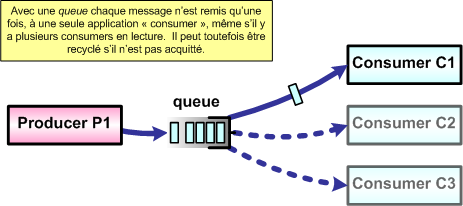 Avec une queue chaque message n'est remis qu'une
fois, à une seule application « consumer », même s'il y
a plusieurs consumers en lecture. Il peut toutefois être
recyclé s'il n'est pas acquitté.
Consumer C1
queue
Producer P1
Consumer C2
Consumer C3